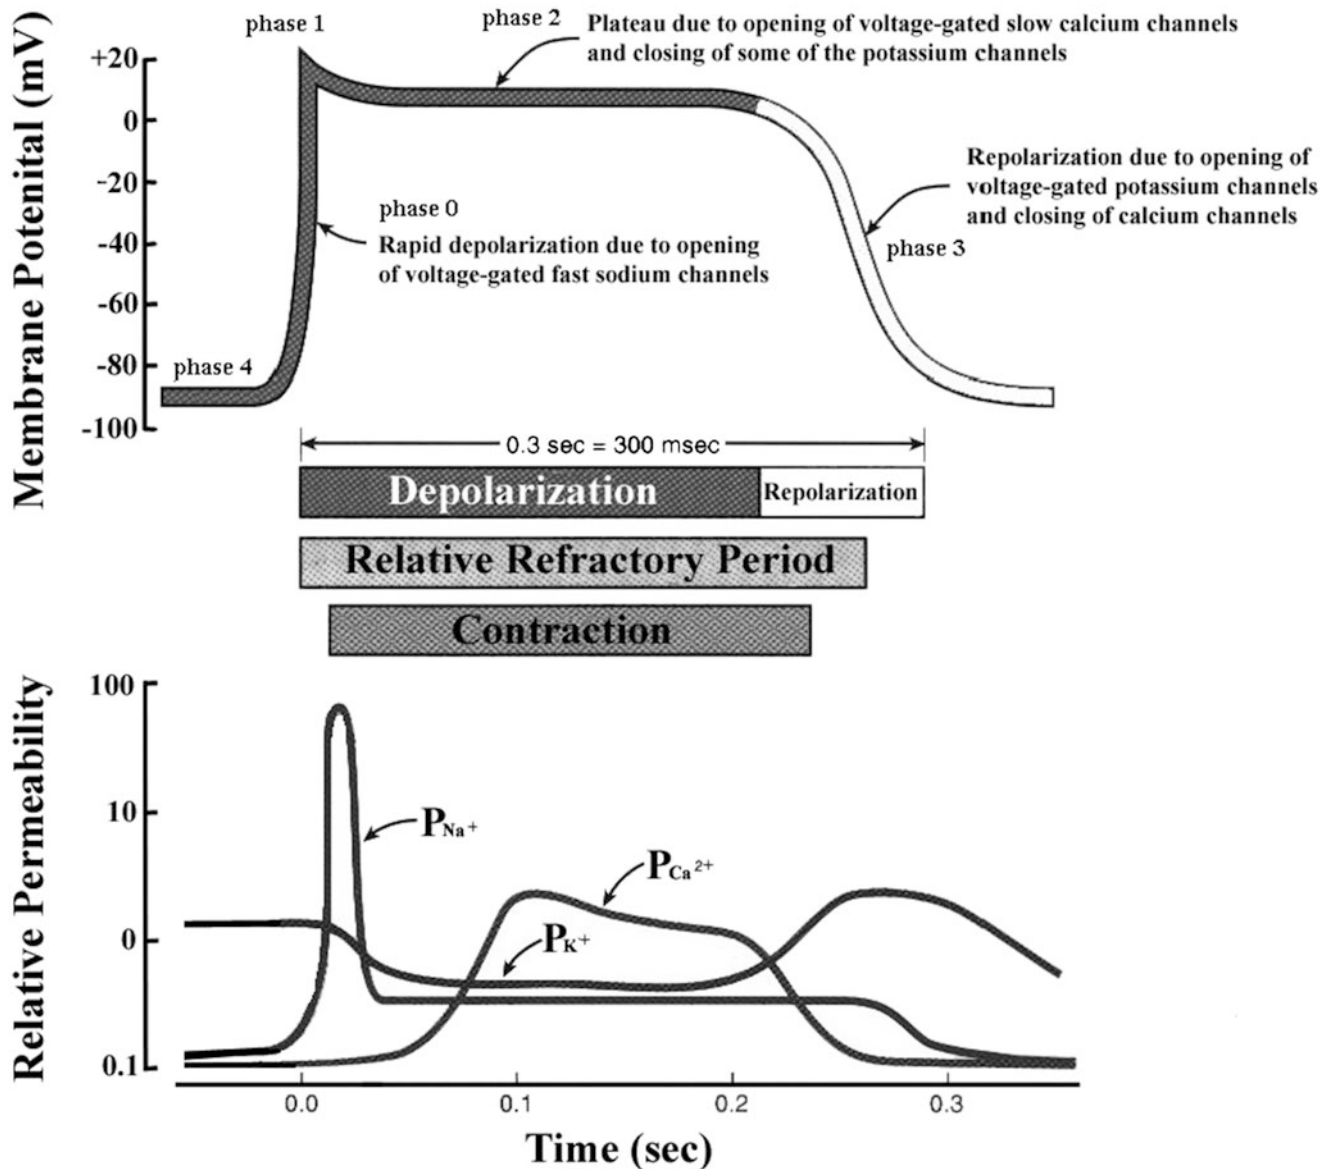 phase 1
phase 2
Plateau due to opening of voltage-gated slow calcium channels
and closing of some of the potassium channels
Membrane Potenital (mV)
+20
0
-20
-40
-60
-80
-100
phase 0
Rapid depolarization due to opening
of voltage-gated fast sodium channels
Repolarization due to opening of
voltage-gated potassium channels
and closing of calcium channels
phase 3
phase 4
0.3 sec = 300 msec
Depolarization
Repolarization
Relative Refractory Period
Contraction
Relative Permeability
100
10
0
0.1
PNa+
PCa2+
PK+
0.0
0.1
0.2
0.3
Time (sec)